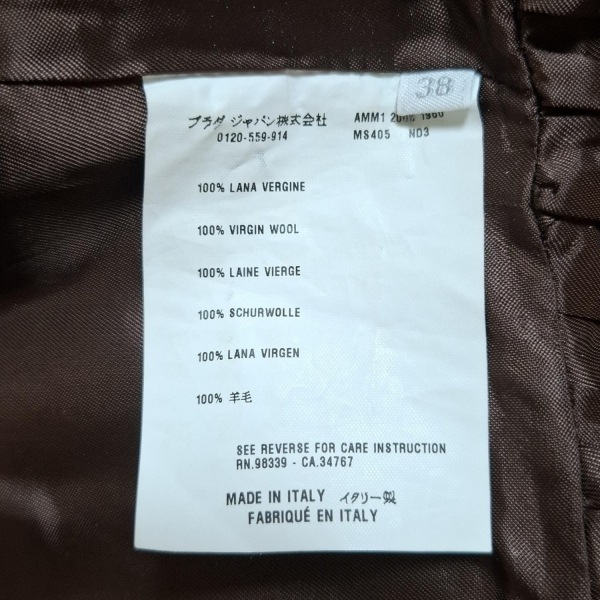 38
プラダ ジャパン株式会社 AMM1
0120-559-914 MS405 ND3
100% LANA VERGINE
100% VIRGIN WOOL
100% LAINE VIERGE
100% SCHURWOLLE
100% LANA VIRGEN
100% 羊毛
SEE REVERSE FOR CARE INSTRUCTION
RN.98339 - CA.34767
MADE IN ITALY イタリー製
FABRIQUÉ EN ITALY